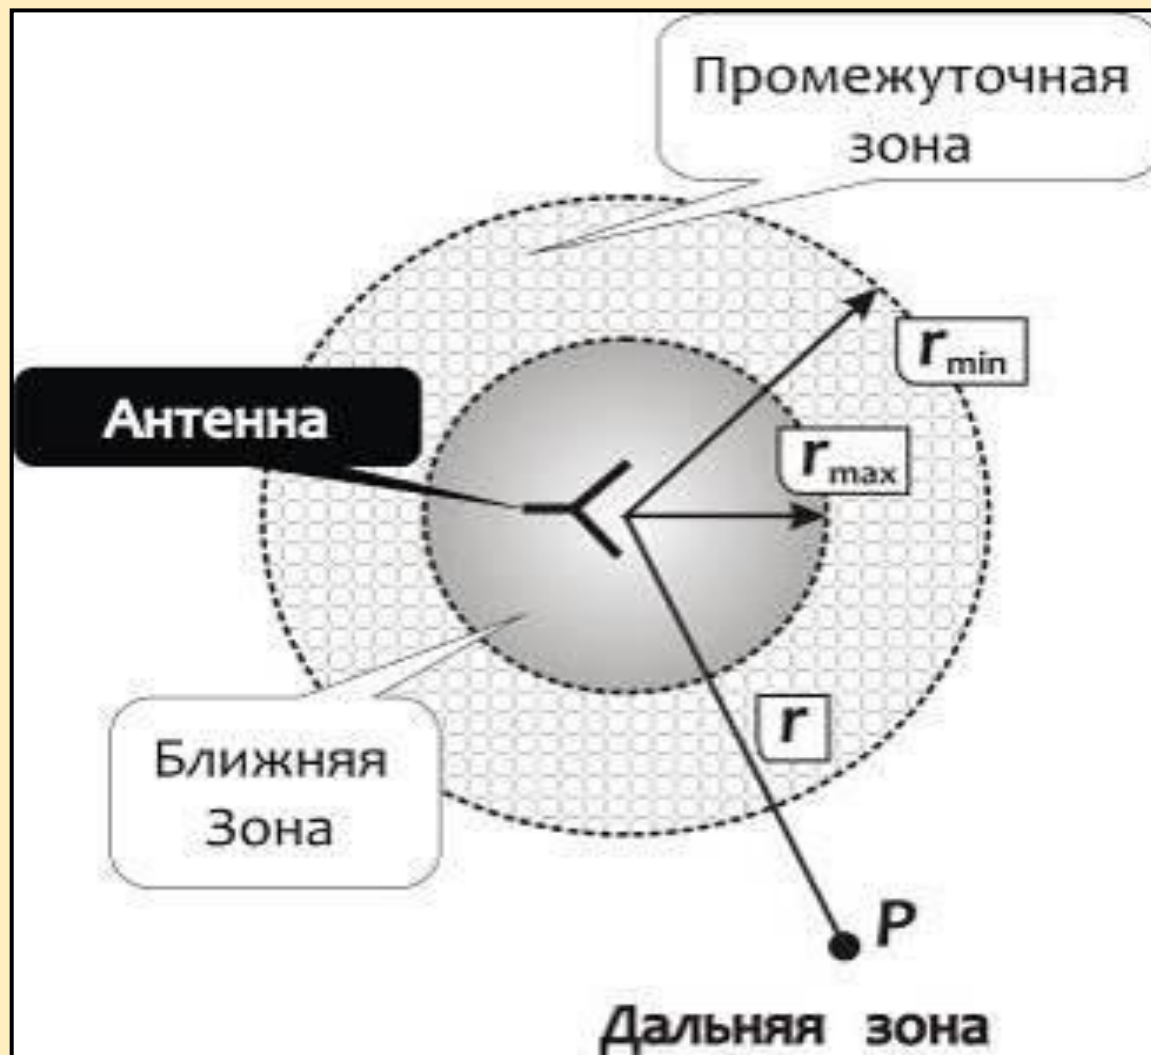 Промежуточная
зона
r min
Антенна
r max
r
Ближняя
Зона
P
Дальняя зона